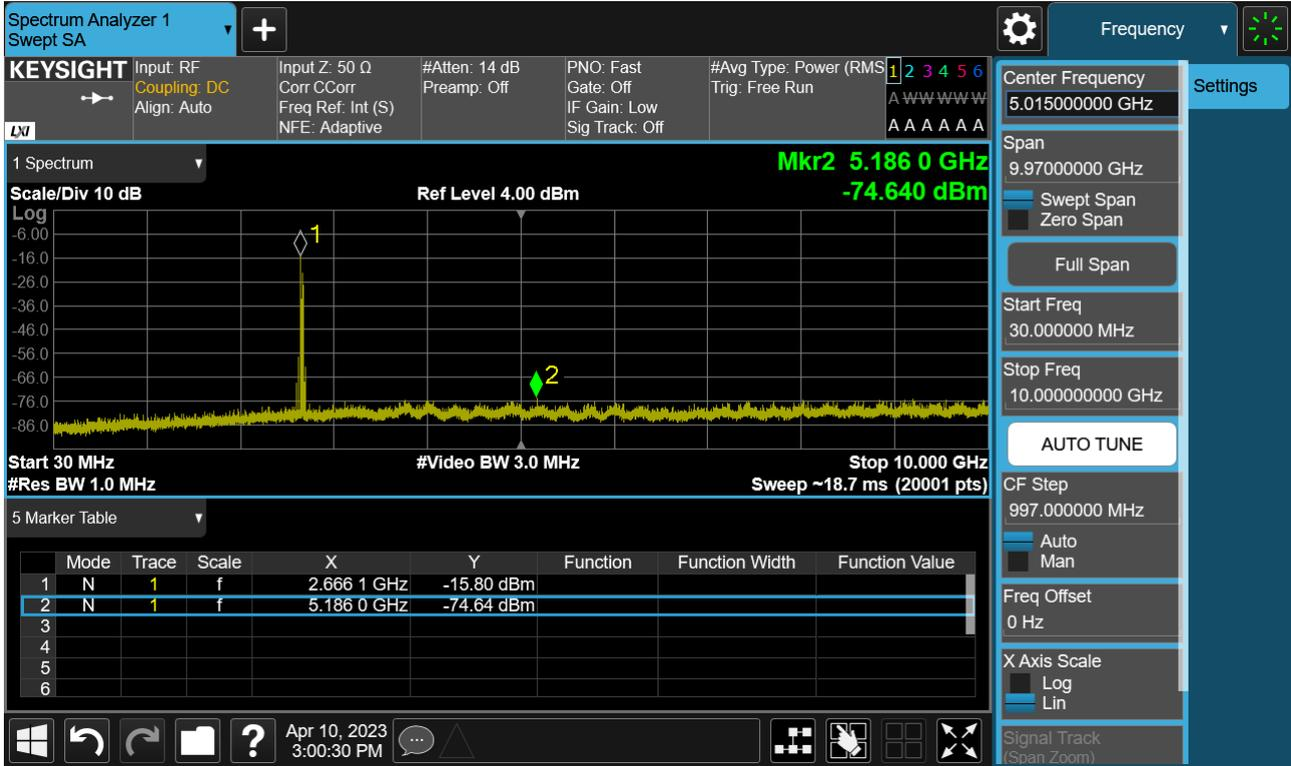 Spectrum Analyzer 1
Swept SA
+
Frequency
KEYSIGHT
LXI
Input: RF
Coupling: DC
Align: Auto
Input Z: 50 Ω
Corr CCorr
Freq Ref: Int (S)
NFE: Adaptive
#Atten: 14 dB
Preamp: Off
PNO: Fast
Gate: Off
IF Gain: Low
Sig Track: Off
#Avg Type: Power (RMS
Trig: Free Run
1 2 3 4 5 6
A W W W W W
A A A A A A
1 Spectrum
Mkr2 5.186 0 GHz
-74.640 dBm
Scale/Div 10 dB
Ref Level 4.00 dBm
Log
-6.00
-16.0
-26.0
-36.0
-46.0
-56.0
-66.0
-76.0
-86.0
1
2
Start 30 MHz
#Video BW 3.0 MHz
Stop 10.000 GHz
#Res BW 1.0 MHz
Sweep ~18.7 ms (20001 pts)
5 Marker Table
Mode Trace Scale X Y Function Function Width Function Value
1 N 1 f 2.666 1 GHz -15.80 dBm
2 N 1 f 5.186 0 GHz -74.64 dBm
3
4
5
6
?
Apr 10, 2023
3:00:30 PM
Center Frequency
5.015000000 GHz
Span
9.97000000 GHz
Swept Span
Zero Span
Full Span
Start Freq
30.000000 MHz
Stop Freq
10.000000000 GHz
AUTO TUNE
CF Step
997.000000 MHz
Auto
Man
Freq Offset
0 Hz
X Axis Scale
Log
Lin
Signal Track
(Span Zoom)
Settings